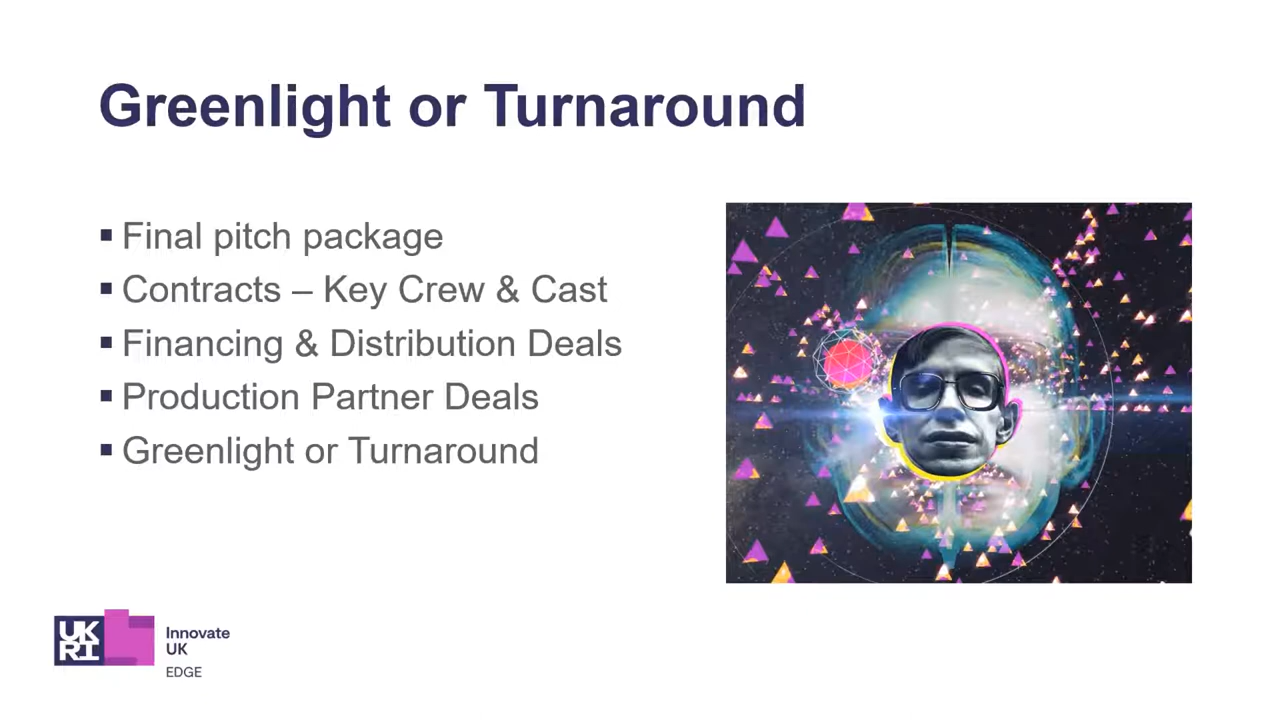 Greenlight or Turnaround
Final pitch package
Contracts – Key Crew & Cast
Financing & Distribution Deals
Production Partner Deals
Greenlight or Turnaround
UK
RI
Innovate
UK
EDGE